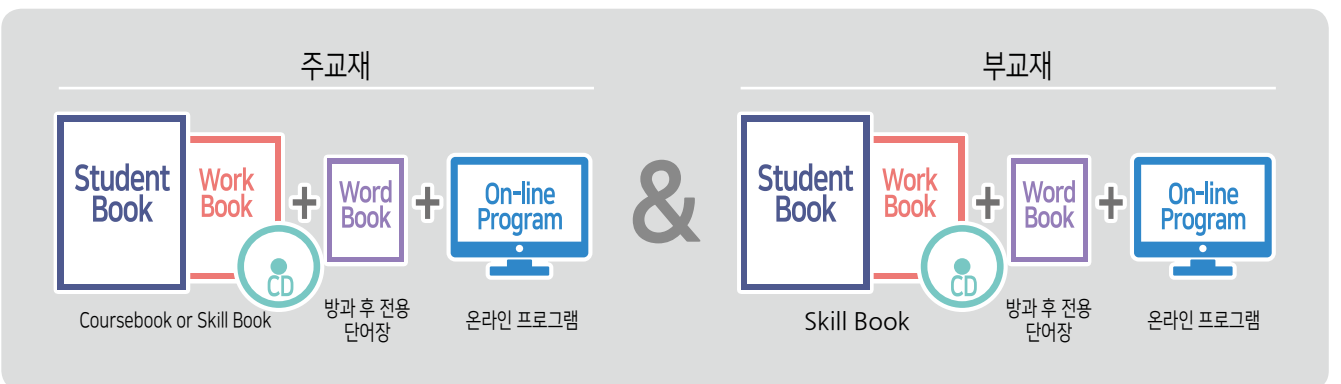 주교재
Student
Book
Work
Book
CD
+
Word
Book
+
On-line
Program
Coursebook or Skill Book
방과 후 전용
단어장
온라인 프로그램
&
부교재
Student
Book
Work
Book
CD
+
Word
Book
+
On-line
Program
Skill Book
방과 후 전용
단어장
온라인 프로그램